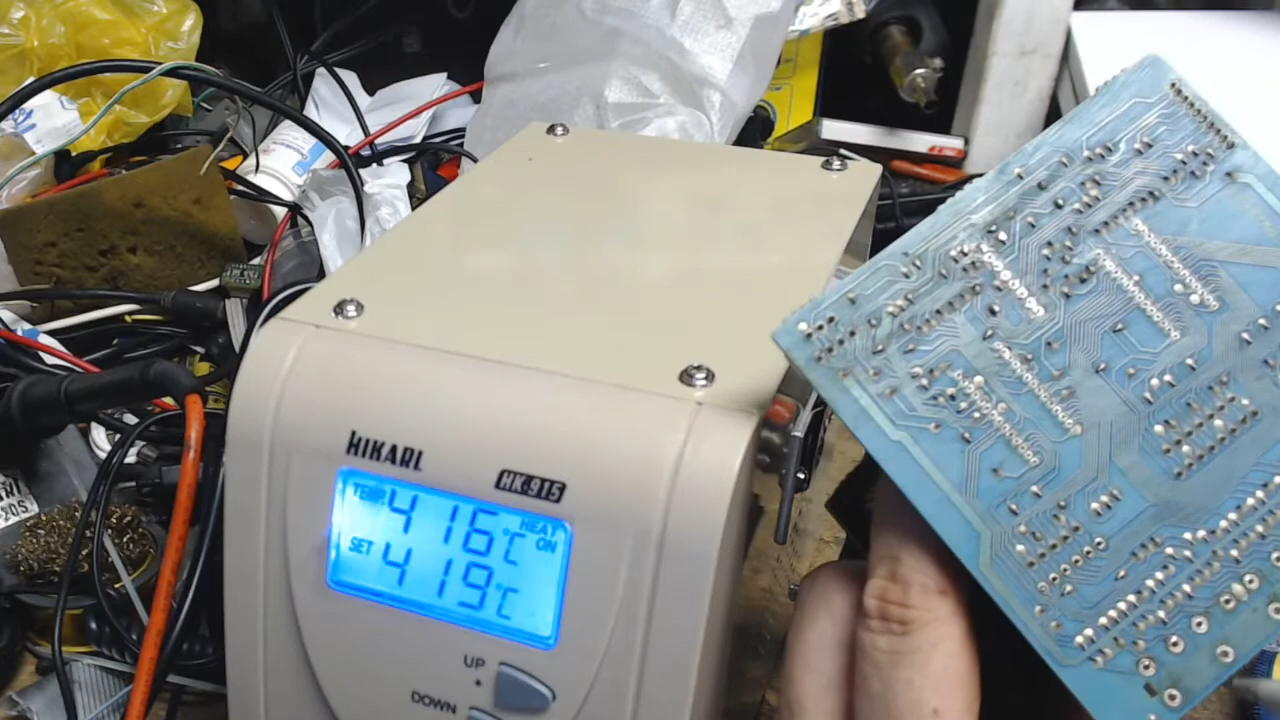 HIKARI
HK-915
TEMP. 416°C HEAT ON
SET 419°C
UP
+
DOWN